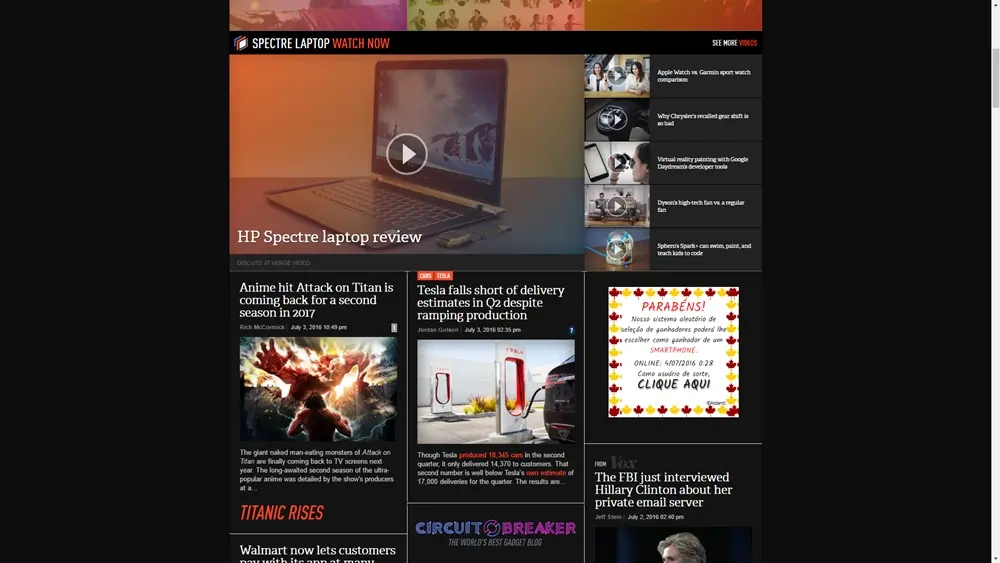 SPECTRE LAPTOP WATCH NOW
SEE MORE VIDEOS
HP Spectre laptop review
DISCUSS AT VERGE VIDEO
Apple Watch vs. Garmin sport watch
comparison
Why Chrysler's recalled gear shift is
so bad
Virtual reality painting with Google
Daydream's developer tools
Dyson's high-tech fan vs. a regular
fan
Sphero's Spark+ can swim, paint, and
teach kids to code
Anime hit Attack on Titan is
coming back for a second
season in 2017
Rich McCormick July 3, 2016 10:49 pm
1
The giant naked man-eating monsters of Attack on
Titan are finally coming back to TV screens next
year. The long-awaited second season of the ultra-
popular anime was detailed by the show's producers
at a...
TITANIC RISES
Walmart now lets customers
pay with its app at many
CARS TESLA
Tesla falls short of delivery
estimates in Q2 despite
ramping production
Jordan Golson July 3, 2016 02:35 pm
7
TESLA
Though Tesla produced 18,345 cars in the second
quarter, it only delivered 14,370 to customers. That
second number is well below Tesla's own estimate of
17,000 deliveries for the quarter. The results are...
CIRCUIT BREAKER
THE WORLD'S BEST GADGET BLOG
PARABÉNS!
Nosso sistema aleatório de
seleção de ganhadores poderá lhe
escolher como ganhador de um
SMARTPHONE.
ONLINE: 4/07/2016 0:28
Como usuário de sorte,
CLIQUE AQUI
FROM Vox
The FBI just interviewed
Hillary Clinton about her
private email server
Jeff Stein July 2, 2016 02:40 pm